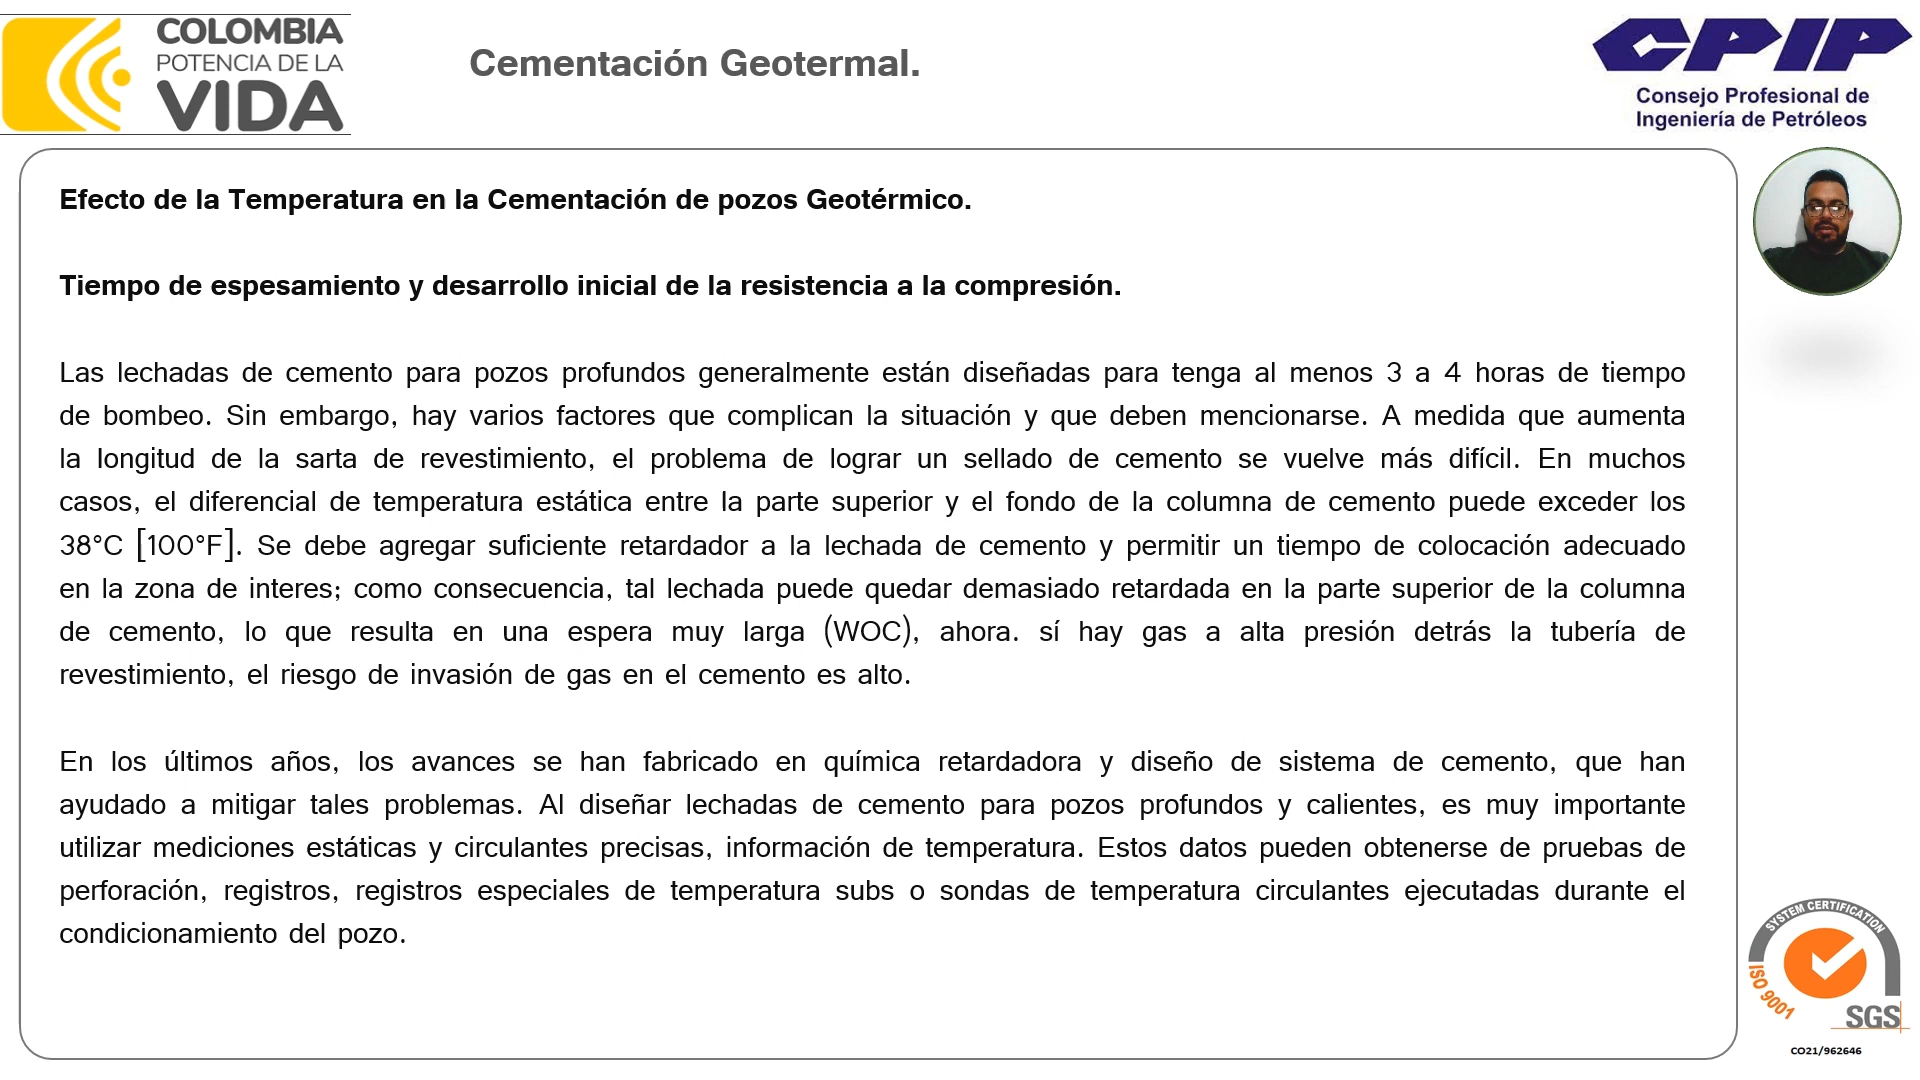 COLOMBIA
POTENCIA DE LA
VIDA
Cementación Geotermal.
CPIP
Consejo Profesional de
Ingeniería de Petróleos
Efecto de la Temperatura en la Cementación de pozos Geotérmico.
Tiempo de espesamiento y desarrollo inicial de la resistencia a la compresión.
Las lechadas de cemento para pozos profundos generalmente están diseñadas para tenga al menos 3 a 4 horas de tiempo
de bombeo. Sin embargo, hay varios factores que complican la situación y que deben mencionarse. A medida que aumenta
la longitud de la sarta de revestimiento, el problema de lograr un sellado de cemento se vuelve más difícil. En muchos
casos, el diferencial de temperatura estática entre la parte superior y el fondo de la columna de cemento puede exceder los
38°C [100°F]. Se debe agregar suficiente retardador a la lechada de cemento y permitir un tiempo de colocación adecuado
en la zona de interes; como consecuencia, tal lechada puede quedar demasiado retardada en la parte superior de la columna
de cemento, lo que resulta en una espera muy larga (WOC), ahora. sí hay gas a alta presión detrás la tubería de
revestimiento, el riesgo de invasión de gas en el cemento es alto.
En los últimos años, los avances se han fabricado en química retardadora y diseño de sistema de cemento, que han
ayudado a mitigar tales problemas. Al diseñar lechadas de cemento para pozos profundos y calientes, es muy importante
utilizar mediciones estáticas y circulantes precisas, información de temperatura. Estos datos pueden obtenerse de pruebas de
perforación, registros, registros especiales de temperatura subs o sondas de temperatura circulantes ejecutadas durante el
condicionamiento del pozo.
SYSTEM CERTIFICATION
ISO 9001
SGS
CO21/962646